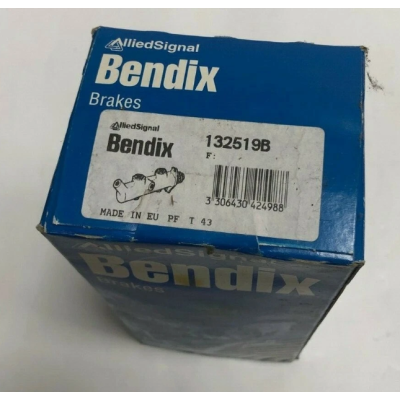 AlliedSignal
Bendix
Brakes
AlliedSignal
Bendix
132519B
F:
3 306430 424988
MADE IN EU PF T 43
AlliedSignal
Bendix
Brakes